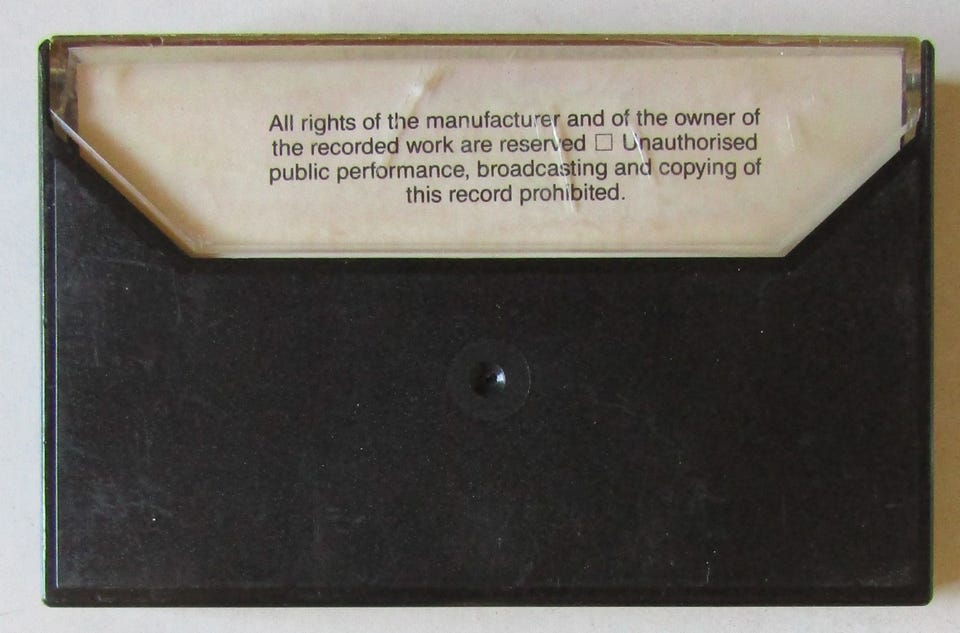 All rights of the manufacturer and of the owner of
the recorded work are reserved □ Unauthorised
public performance, broadcasting and copying of
this record prohibited.